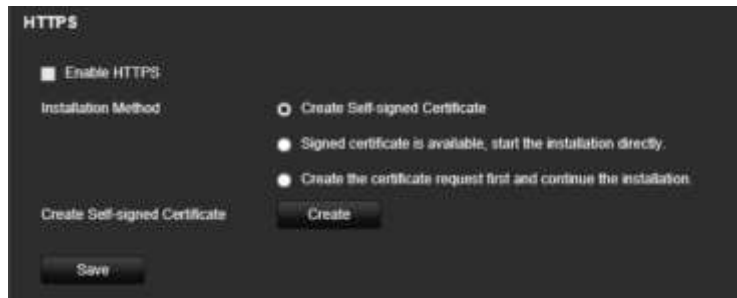 HTTPS
Enable HTTPS
Installation Method
Create Self-signed Certificate
Signed certificate is available, start the installation directly.
Create the certificate request first and continue the installation.
Create Self-signed Certificate Create
Save